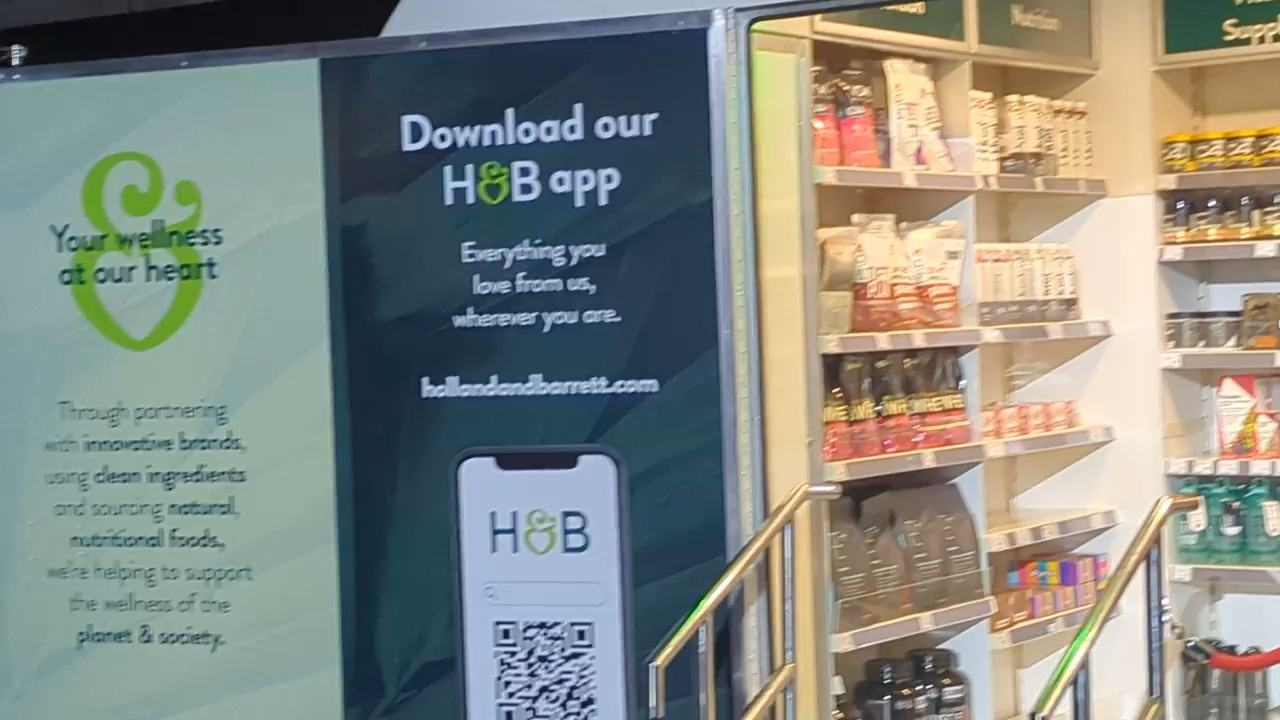 Your wellness
at our heart
Through partnering
with innovative brands,
using clean ingredients
and sourcing natural,
nutritional foods,
we're helping to support
the wellness of the
planet & society.
Download our
H&B app
Everything you
love from us,
wherever you are.
hollandandbarrett.com
H&B
Nutrition